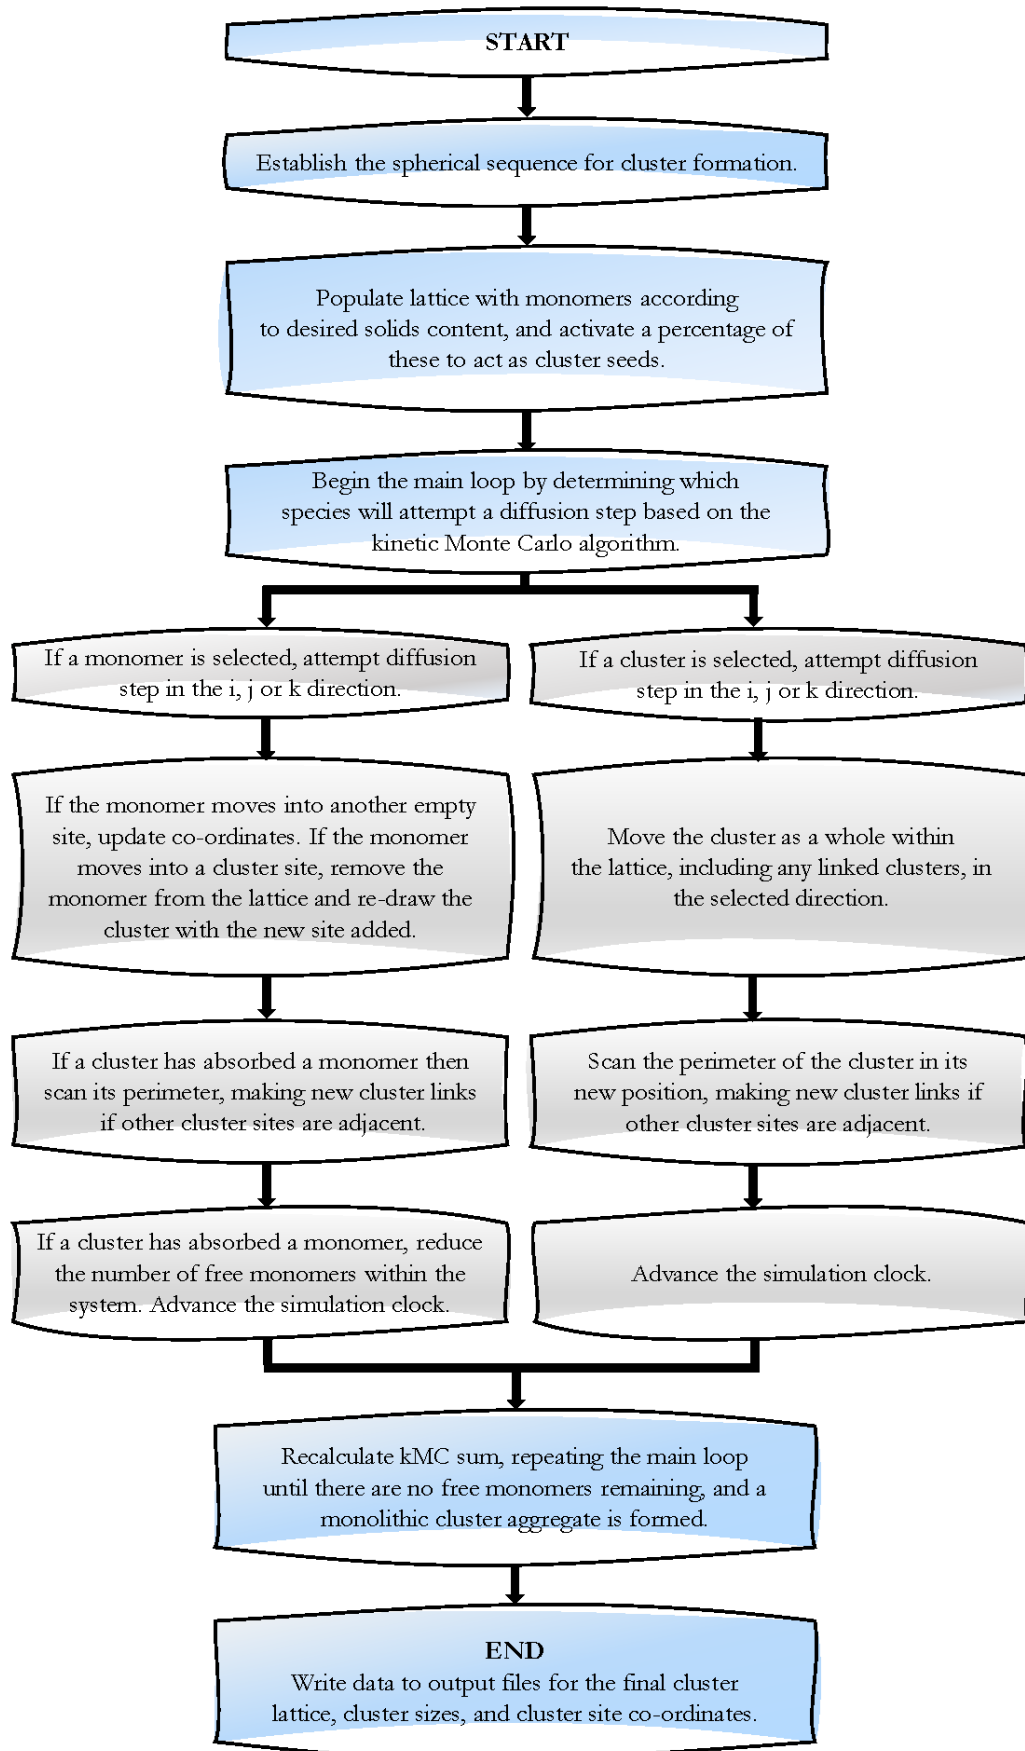 START
Establish the spherical sequence for cluster formation.
Populate lattice with monomers according
to desired solids content, and activate a percentage of
these to act as cluster seeds.
Begin the main loop by determining which
species will attempt a diffusion step based on the
kinetic Monte Carlo algorithm.
If a monomer is selected, attempt diffusion
step in the i, j or k direction.
If the monomer moves into another empty
site, update co-ordinates. If the monomer
moves into a cluster site, remove the
monomer from the lattice and re-draw the
cluster with the new site added.
If a cluster has absorbed a monomer then
scan its perimeter, making new cluster links
if other cluster sites are adjacent.
If a cluster has absorbed a monomer, reduce
the number of free monomers within the
system. Advance the simulation clock.
If a cluster is selected, attempt diffusion
step in the i, j or k direction.
Move the cluster as a whole within
the lattice, including any linked clusters, in
the selected direction.
Scan the perimeter of the cluster in its
new position, making new cluster links if
other cluster sites are adjacent.
Advance the simulation clock.
Recalculate kMC sum, repeating the main loop
until there are no free monomers remaining, and a
monolithic cluster aggregate is formed.
END
Write data to output files for the final cluster
lattice, cluster sizes, and cluster site co-ordinates.